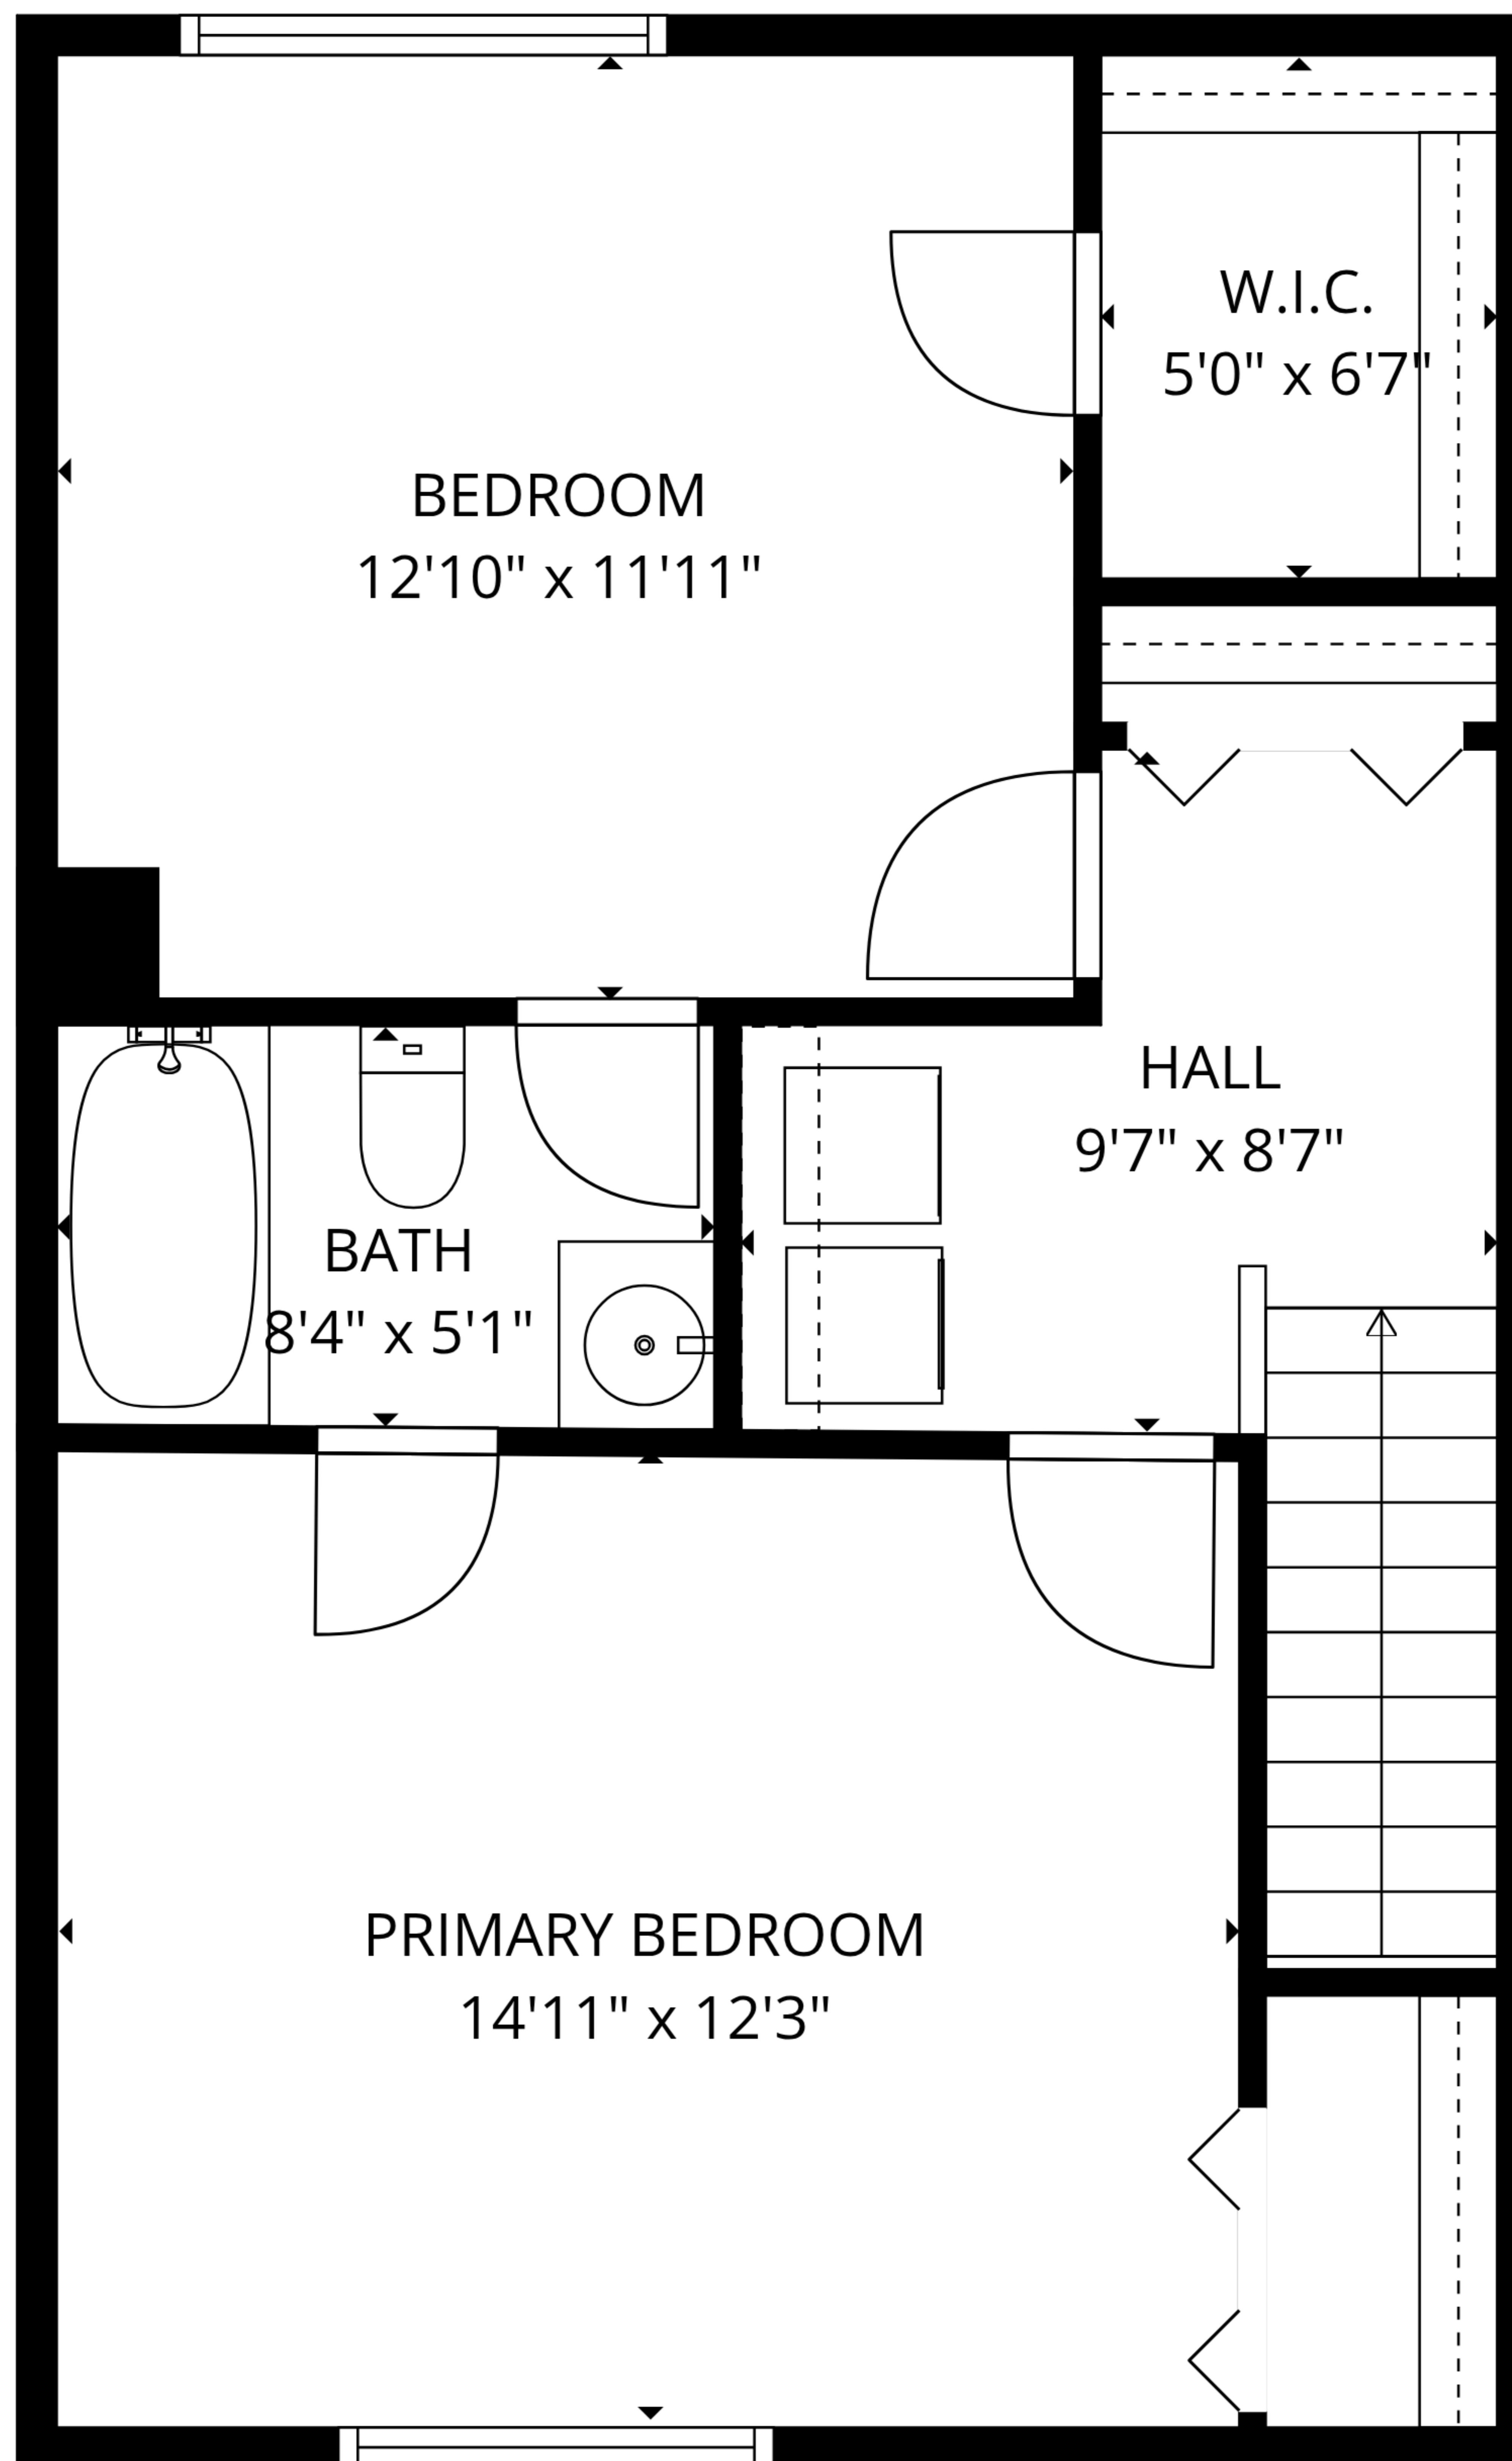 W.I.C.
5'0" x 6'7"
BEDROOM
12'10" x 11'11"
HALL
9'7" x 8'7"
BATH
8'4" x 5'1"
PRIMARY BEDROOM
14'11" x 12'3"